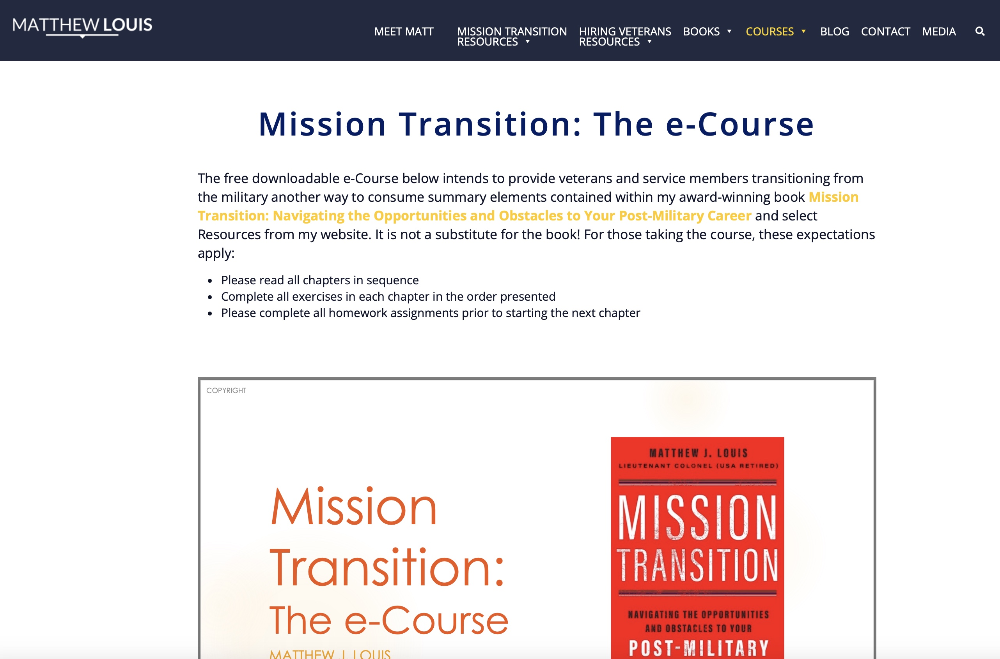 MATTHEW LOUIS
MEET MATT
MISSION TRANSITION
RESOURCES
HIRING VETERANS
RESOURCES
BOOKS
COURSES
BLOG
CONTACT
MEDIA
Mission Transition: The e-Course
The free downloadable e-Course below intends to provide veterans and service members transitioning from
the military another way to consume summary elements contained within my award-winning book Mission
Transition: Navigating the Opportunities and Obstacles to Your Post-Military Career and select
Resources from my website. It is not a substitute for the book! For those taking the course, these expectations
apply:
• Please read all chapters in sequence
• Complete all exercises in each chapter in the order presented
• Please complete all homework assignments prior to starting the next chapter
COPYRIGHT
Mission
Transition:
The e-Course
MATTHEW J. LOUIS
MATTHEW J. LOUIS
LIEUTENANT COLONEL (USA RETIRED)
MISSION
TRANSITION
NAVIGATING THE OPPORTUNITIES
AND OBSTACLES TO YOUR
POST-MILITARY